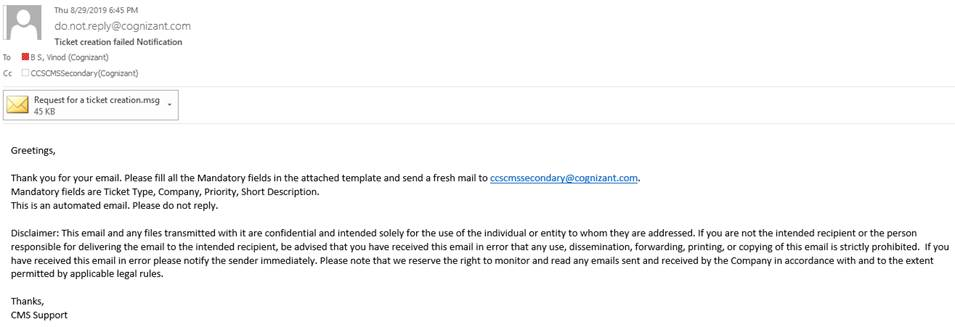 Thu 8/29/2019 6:45 PM
do.not.reply@cognizant.com
Ticket creation failed Notification
To B S, Vinod (Cognizant)
Cc CCSCMSSecondary(Cognizant)
Request for a ticket creation.msg
45 KB
Greetings,
Thank you for your email. Please fill all the Mandatory fields in the attached template and send a fresh mail to ccscmssecondary@cognizant.com.
Mandatory fields are Ticket Type, Company, Priority, Short Description.
This is an automated email. Please do not reply.
Disclaimer: This email and any files transmitted with it are confidential and intended solely for the use of the individual or entity to whom they are addressed. If you are not the intended recipient or the person
responsible for delivering the email to the intended recipient, be advised that you have received this email in error that any use, dissemination, forwarding, printing, or copying of this email is strictly prohibited.  If you
have received this email in error please notify the sender immediately. Please note that we reserve the right to monitor and read any emails sent and received by the Company in accordance with and to the extent
permitted by applicable legal rules.
Thanks,
CMS Support